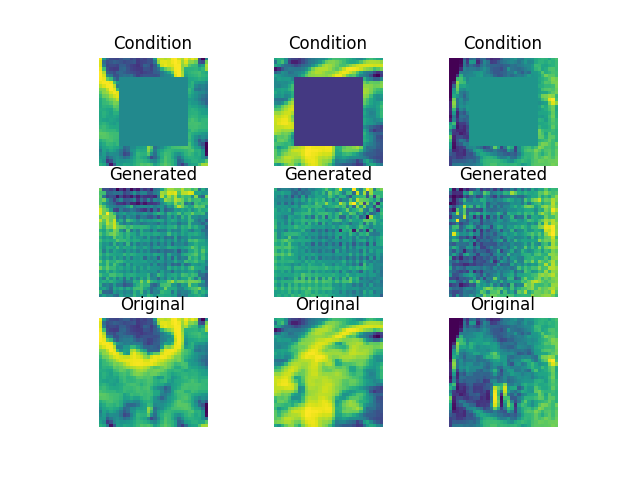 Condition Condition Condition
Generated Generated Generated
Original Original Original